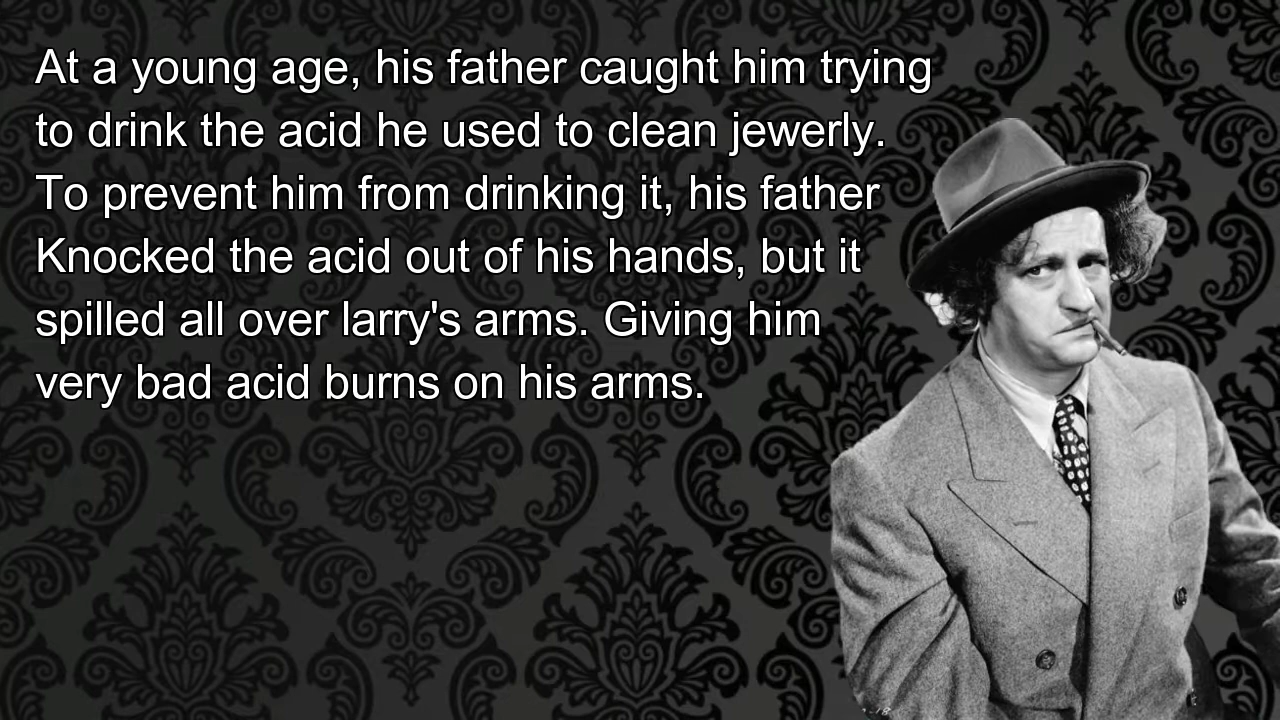 At a young age, his father caught him trying
to drink the acid he used to clean jewerly.
To prevent him from drinking it, his father
Knocked the acid out of his hands, but it
spilled all over larry's arms. Giving him
very bad acid burns on his arms.